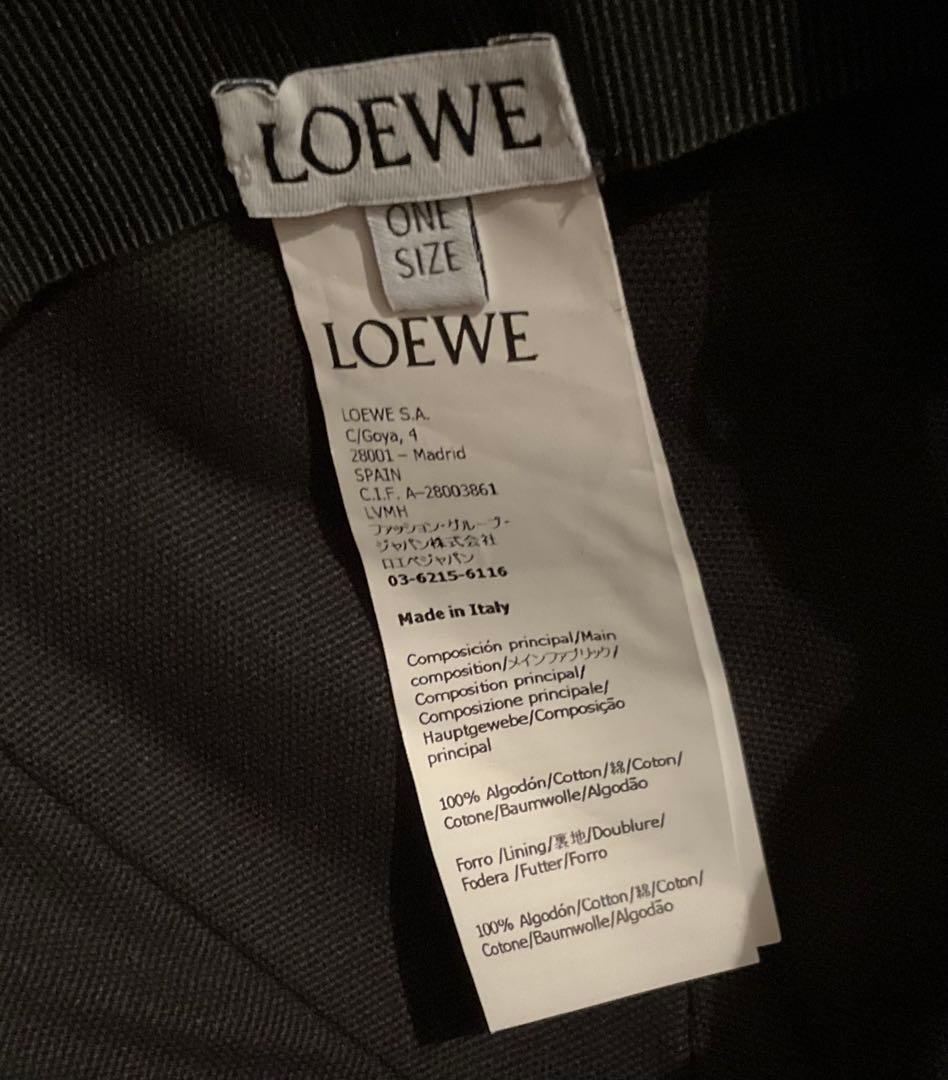 LOEWE
ONE
SIZE
LOEWE
LOEWE S.A.
C/Goya, 4
28001 – Madrid
SPAIN
C.I.F. A-28003861
LVMH
ファッション・グループ・
ジャパン株式会社
ロエベジャパン
03-6215-6116
Made in Italy
Composición principal/Main
composition/メインファブリック/
Composition principal/
Composizione principale/
Hauptgewebe/Composição
principal
100% Algodón/Cotton/綿/Coton/
Cotone/Baumwolle/Algodão
Forro /Lining/裏地/Doublure/
Fodera /Futter/Forro
100% Algodón/Cotton/綿/Coton/
Cotone/Baumwolle/Algodão